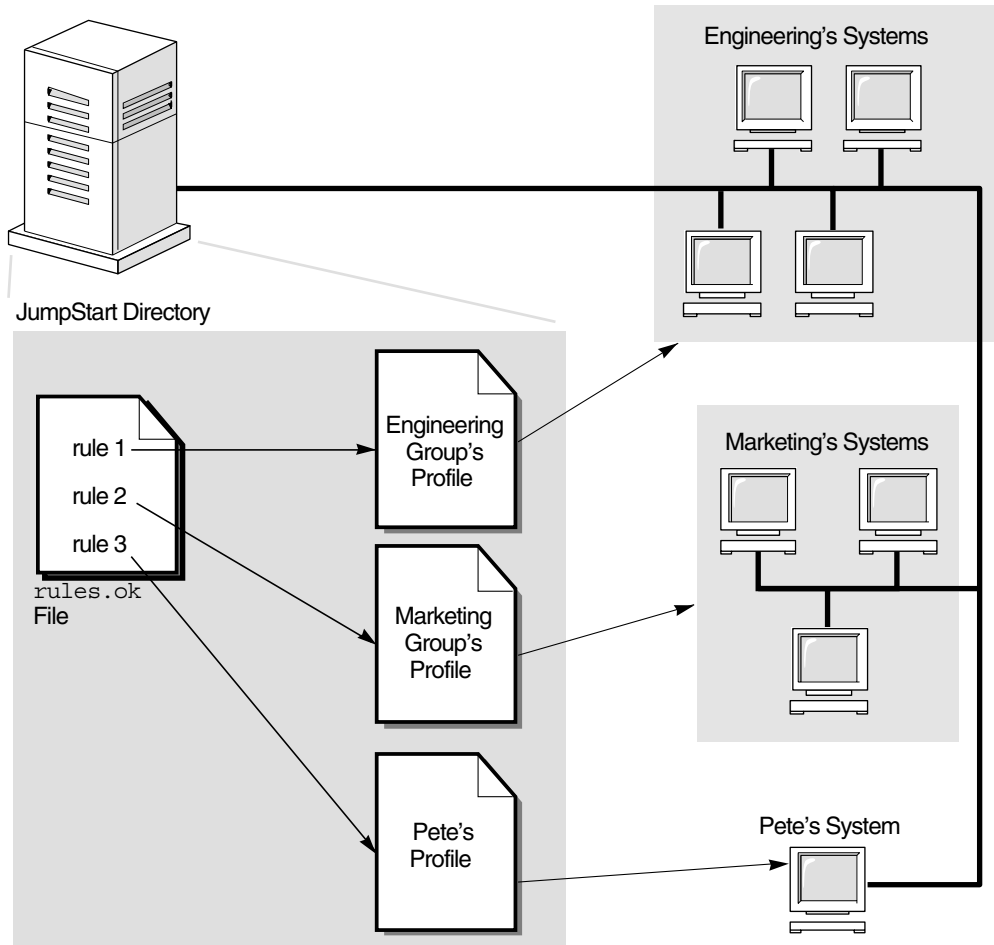 Engineering's Systems
JumpStart Directory
rule 1
rule 2
rule 3
rules.ok
File
Engineering
Group's
Profile
Marketing
Group's
Profile
Pete's
Profile
Marketing's Systems
Pete's System